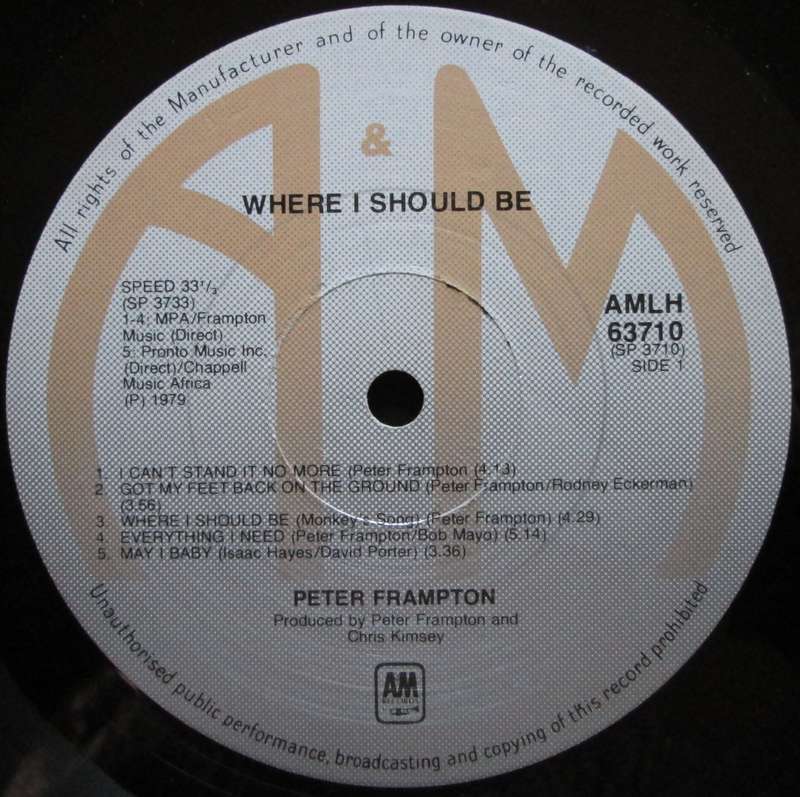 All rights of the Manufacturer and of the owner of the recorded work reserved
A & M
WHERE I SHOULD BE
SPEED 33 1/3
(SP 3733)
1-4: MPA/Frampton
Music (Direct)
5: Pronto Music Inc.
(Direct)/Chappell
Music Africa
(P) 1979
AMLH
63710
(SP 3710)
SIDE 1
1. I CAN'T STAND IT NO MORE (Peter Frampton (4.13)
2. GOT MY FEET BACK ON THE GROUND (Peter Frampton/Rodney Eckerman)
(3.56)
3. WHERE I SHOULD BE (Monkey's Song) (Peter Frampton) (4.29)
4. EVERYTHING I NEED (Peter Frampton/Bob Mayo) (5.14)
5. MAY I BABY (Isaac Hayes/David Porter) (3.36)
PETER FRAMPTON
Produced by Peter Frampton and
Chris Kimsey
AM
RECORDS
Unauthorised public performance, broadcasting and copying of this record prohibited